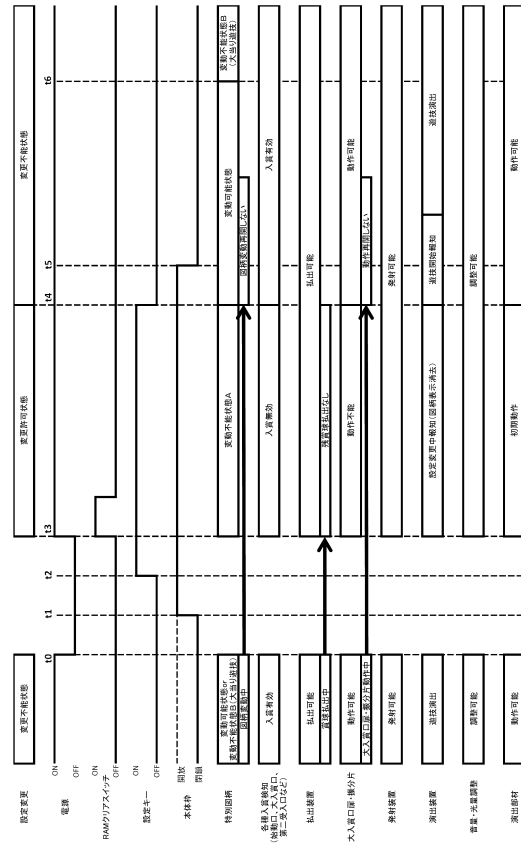 t0
t1
t2
t3
t4
t5
t6
設定変更
変更不能状態
変更許可状態
変更不能状態
電源
ON
OFF
RAMクリアスイッチ
ON
OFF
設定キー
ON
OFF
本体枠
開放
閉鎖
特別図柄
変動可能状態or
変動不能状態B(大当り遊技)
図柄変動中
変動不能状態A
変動可能状態
図柄変動再開しない
変動不能状態B
(大当り遊技)
各種入賞検知
(始動口、大入賞口、
第二受入口など)
入賞有効
入賞無効
入賞有効
払出装置
払出可能
賞球払出中
払出可能
残賞球払出なし
大入賞口扉・振分片
動作可能
大入賞口扉・振分片動作中
動作不能
動作可能
動作再開しない
発射装置
発射可能
発射可能
演出装置
遊技演出
設定変更中報知(図柄表示消去)
遊技開始報知
遊技演出
音量・光量調整
調整可能
調整可能
演出部材
動作可能
初期動作
動作可能